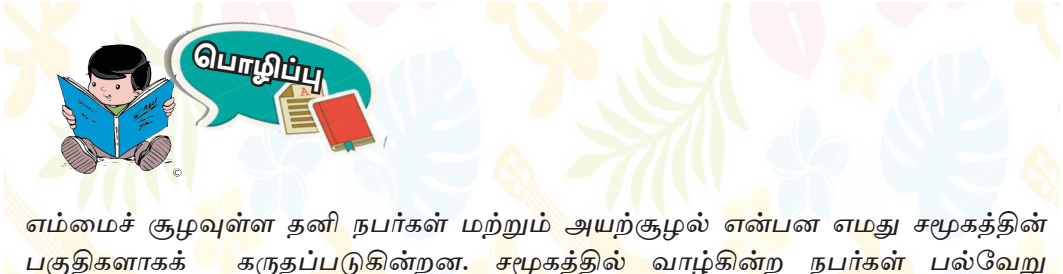 பொழிப்பு
எம்மைச் சூழவுள்ள தனி நபர்கள் மற்றும் அயற்சூழல் என்பன எமது சமூகத்தின்
பகுதிகளாகக் கருதப்படுகின்றன. சமூகத்தில் வாழ்கின்ற நபர்கள் பல்வேறு